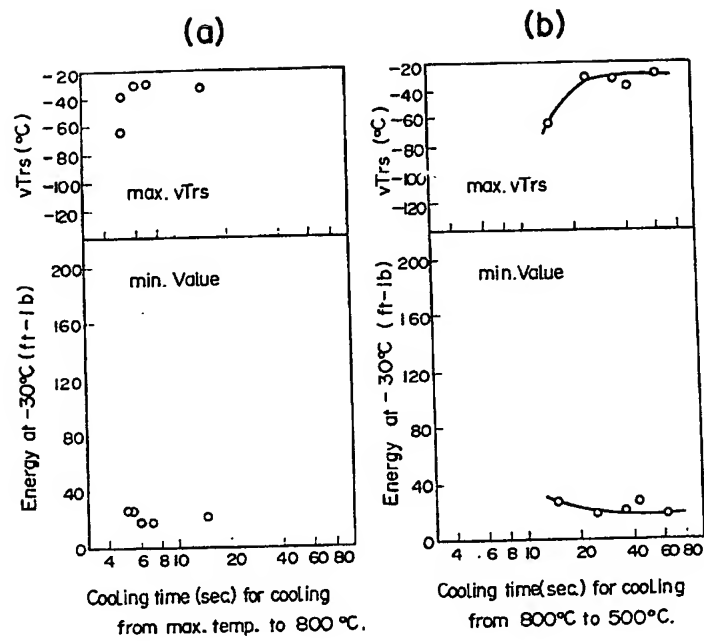 (a)
(b)
-20
-40
-60
-80
-100
-120
vTrs (°C)
max. vTrs
200
160
120
80
40
0
Energy at -30°C (ft-lb)
min. Value
4 6 8 10 20 40 60 80
Cooling time (sec.) for cooling
from max. temp. to 800 °C.
-20
-40
-60
-80
-100
-120
vTrs (°C)
max. vTrs
200
160
120
80
40
0
Energy at -30°C (ft-lb)
min. Value
4 .6 8 10 20 40 60 80
Cooling time(sec.) for cooling
from 800°C to 500°C.